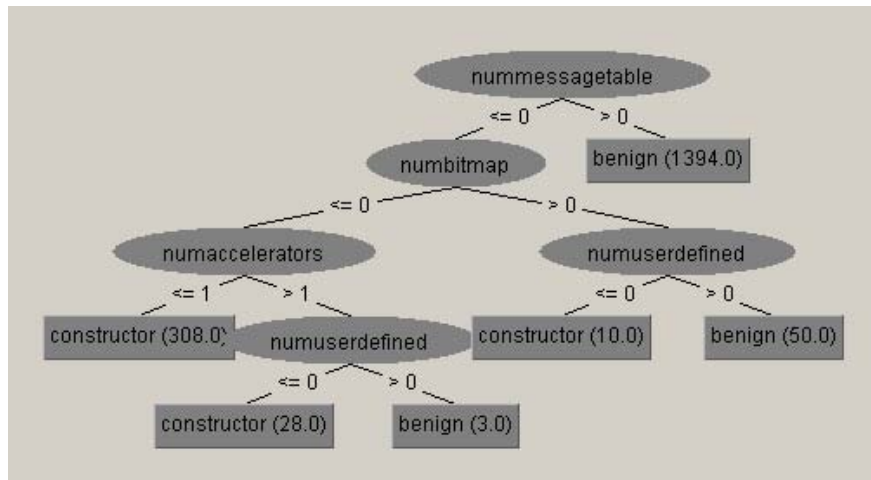 nummessagetable
<= 0
> 0
numbitmap
benign (1394.0)
<= 0
> 0
numaccelerators
numuserdefined
<= 1
> 1
<= 0
> 0
constructor (308.0)
numuserdefined
constructor (10.0)
benign (50.0)
<= 0
> 0
constructor (28.0)
benign (3.0)